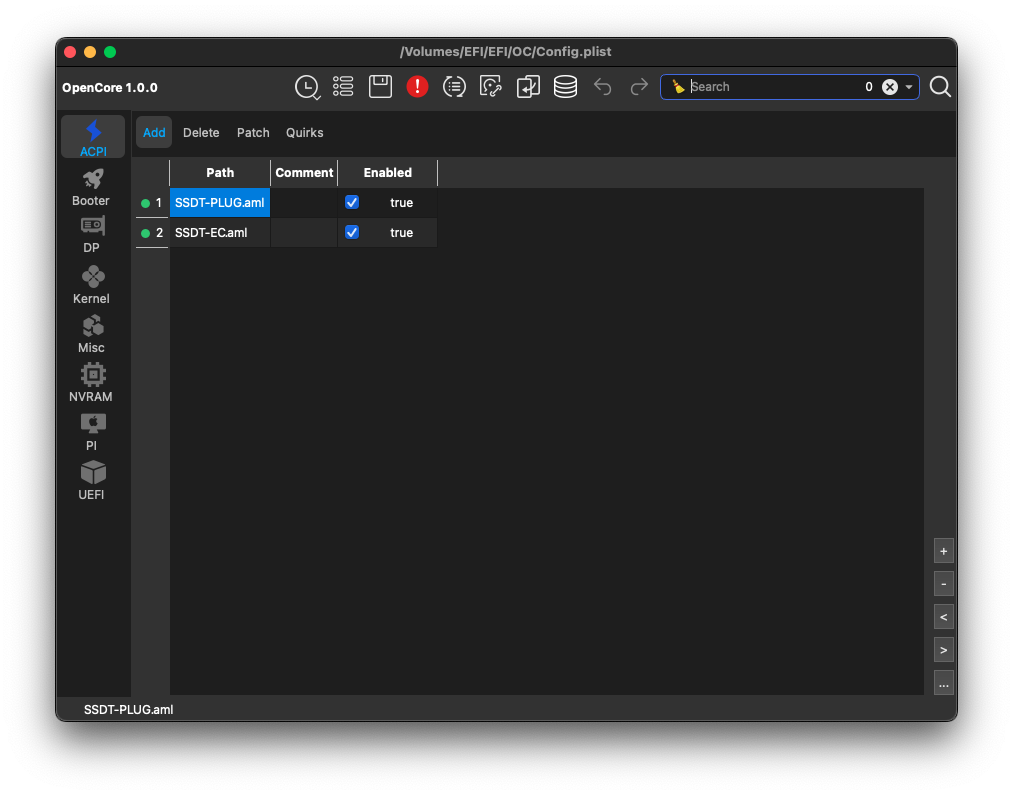 /Volumes/EFI/EFI/OC/Config.plist
OpenCore 1.0.0
!
Search 0
ACPI
Booter
DP
Kernel
Misc
NVRAM
PI
UEFI
Add Delete Patch Quirks
Path Comment Enabled
1 SSDT-PLUG.aml true
2 SSDT-EC.aml true
+
-
<
>
...
SSDT-PLUG.aml